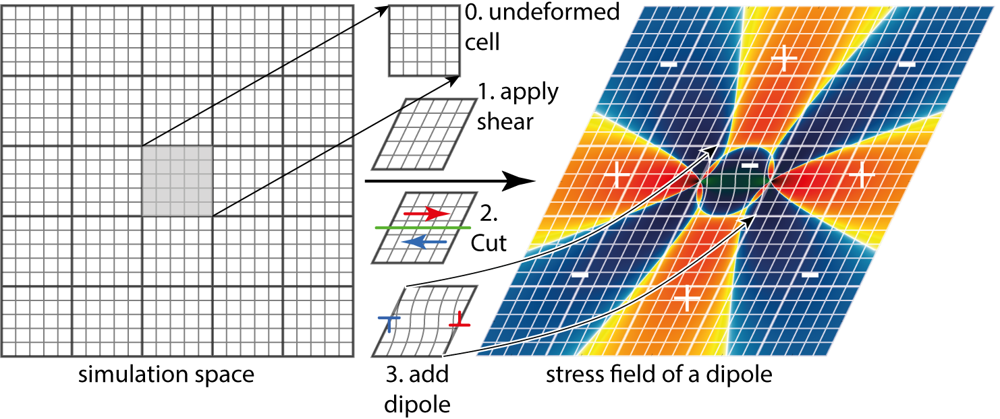 0. undeformed
cell
1. apply
shear
2.
Cut
3. add
dipole
simulation space
stress field of a dipole
-
+
-
+
-
+
-
+
-